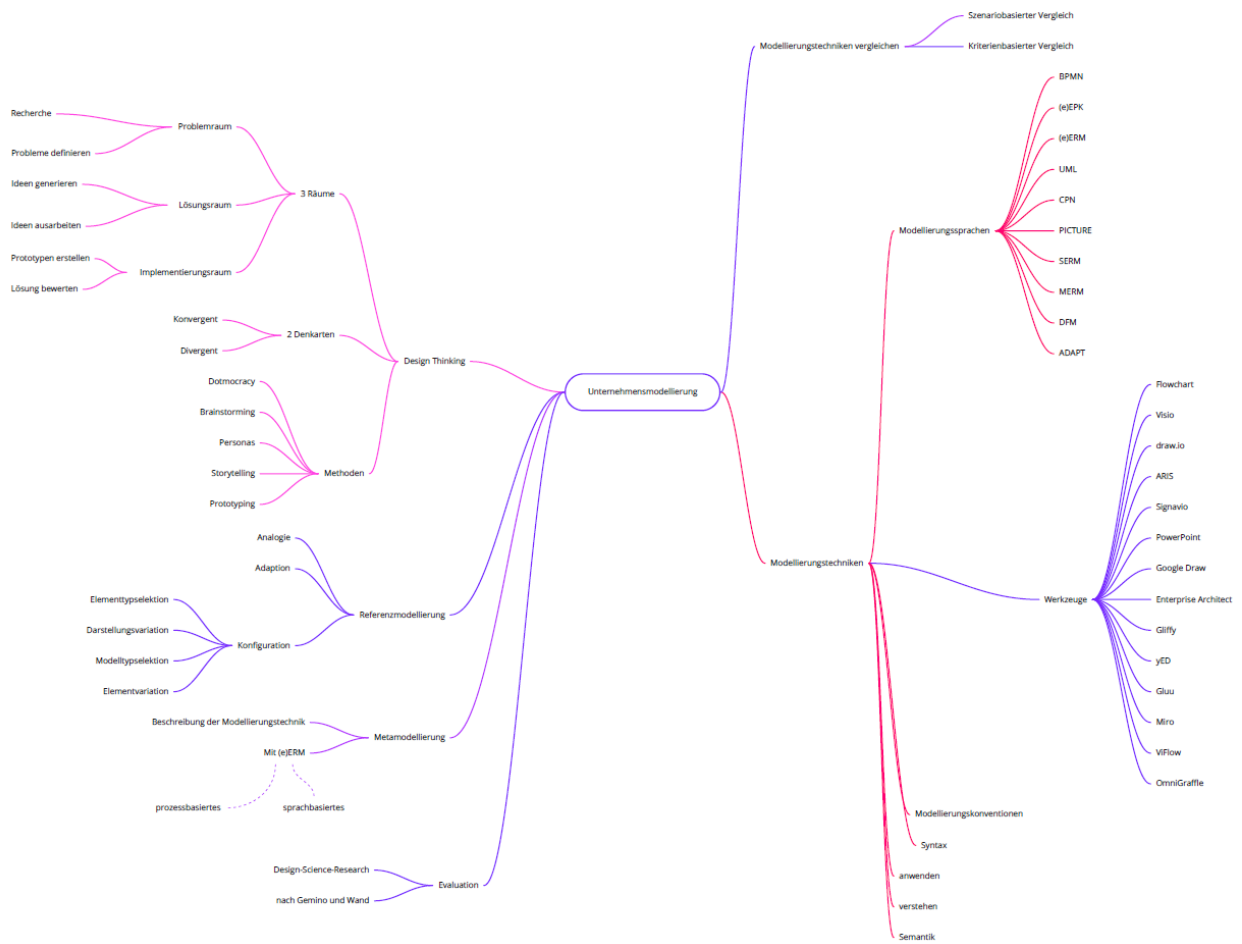 Unternehmensmodellierung
Modellierungstechniken vergleichen
Szenariobasierter Vergleich
Kriterienbasierter Vergleich
Modellierungstechniken
Modellierungssprachen
BPMN
(e)EPK
(e)ERM
UML
CPN
PICTURE
SERM
MERM
DFM
ADAPT
Werkzeuge
Flowchart
Visio
draw.io
ARIS
Signavio
PowerPoint
Google Draw
Enterprise Architect
Gliffy
yED
Gluu
Miro
ViFlow
OmniGraffle
Modellierungskonventionen
Syntax
anwenden
verstehen
Semantik
Design Thinking
3 Räume
Problemraum
Recherche
Probleme definieren
Lösungsraum
Ideen generieren
Ideen ausarbeiten
Implementierungsraum
Prototypen erstellen
Lösung bewerten
2 Denkarten
Konvergent
Divergent
Methoden
Dotmocracy
Brainstorming
Personas
Storytelling
Prototyping
Referenzmodellierung
Analogie
Adaption
Konfiguration
Elementtypselektion
Darstellungsvariation
Modelltypselektion
Elementvariation
Metamodellierung
Beschreibung der Modellierungstechnik
Mit (e)ERM
prozessbasiertes
sprachbasiertes
Evaluation
Design-Science-Research
nach Gemino und Wand